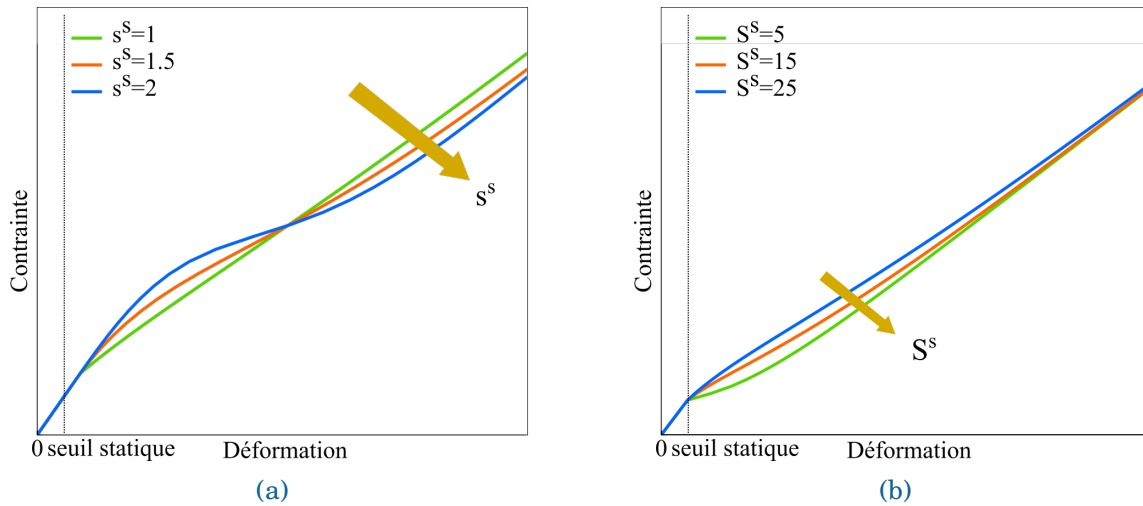 s^s=1
s^s=1.5
s^s=2
s^s
Contrainte
0 seuil statique
Déformation
(a)
S^s=5
S^s=15
S^s=25
S^s
Contrainte
0 seuil statique
Déformation
(b)